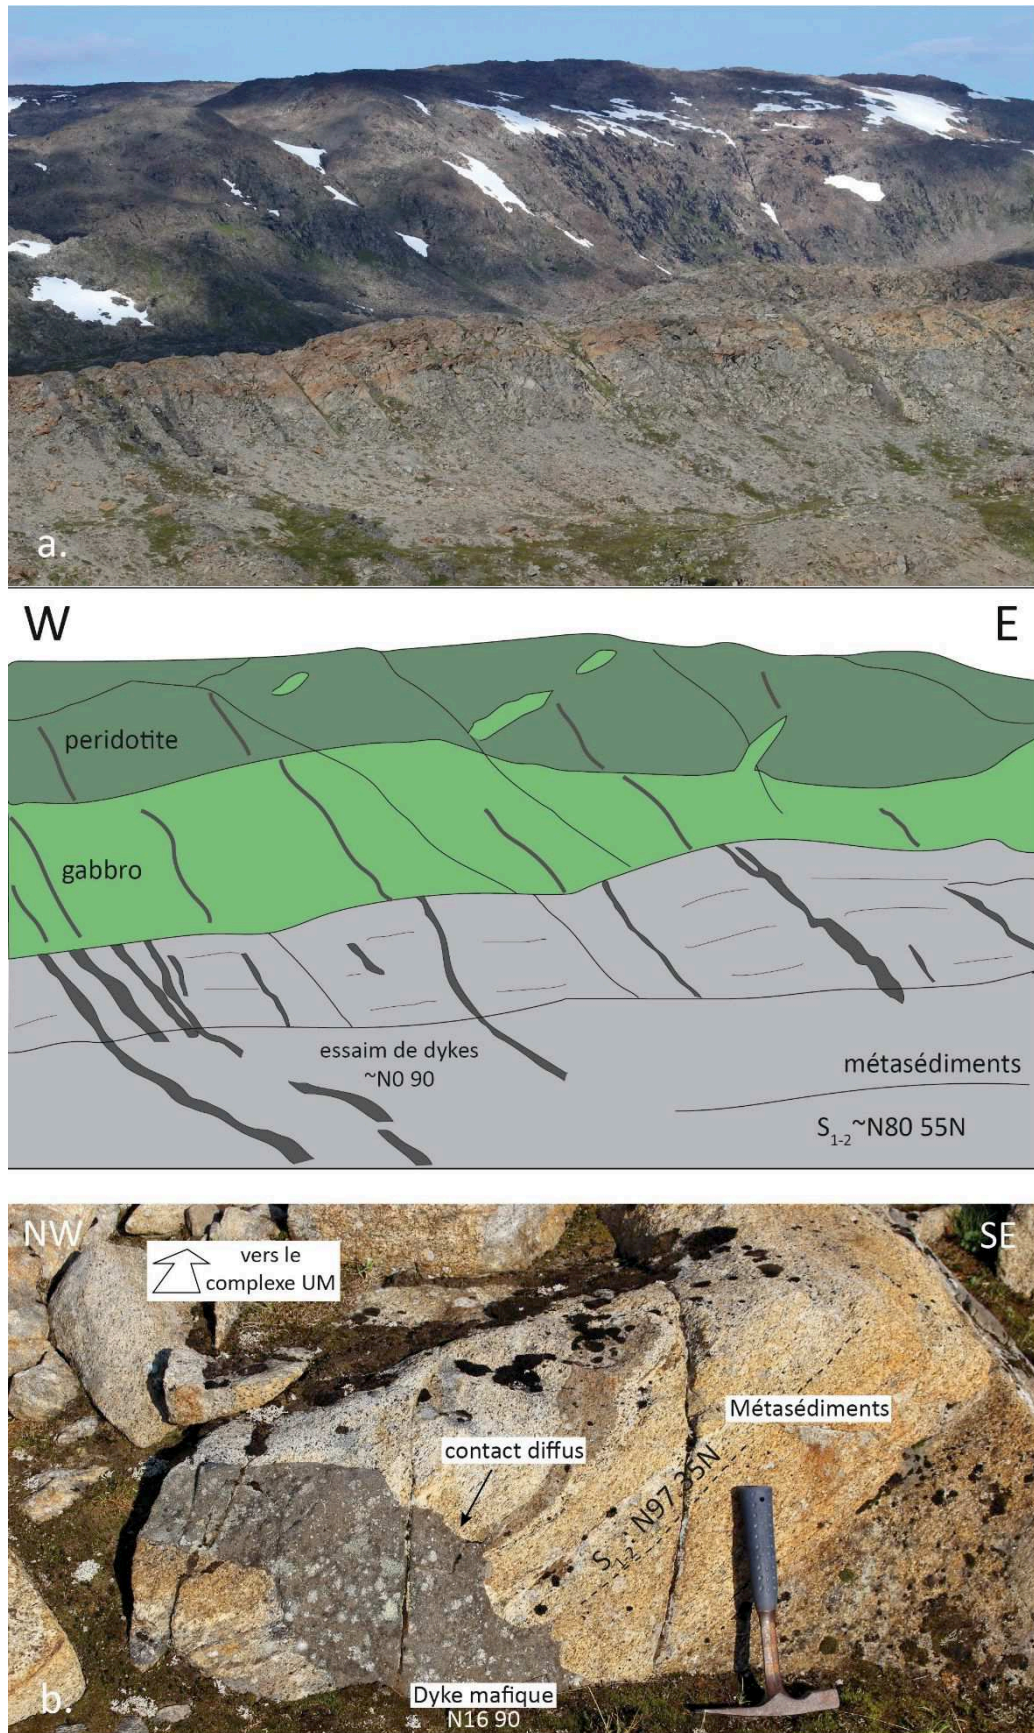 a.
W
E
peridotite
gabbro
essaim de dykes
~N0 90
métasédiments
S1-2~N80 55N
NW
SE
vers le
complexe UM
Métasédiments
contact diffus
S1-2: N97 35N
Dyke mafique
N16 90
b.